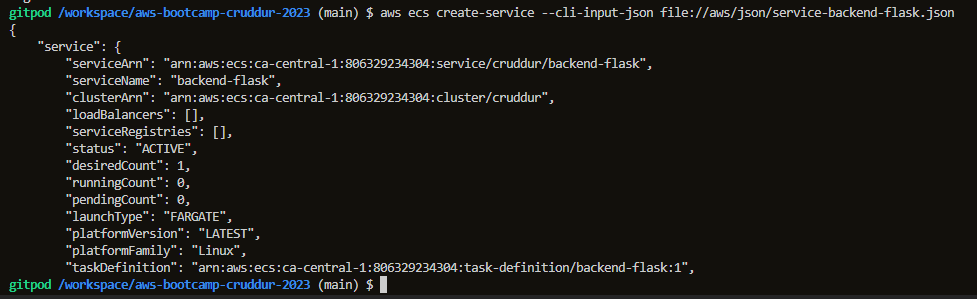 gitpod /workspace/aws-bootcamp-cruddur-2023 (main) $ aws ecs create-service --cli-input-json file://aws/json/service-backend-flask.json
{
    "service": {
        "serviceArn": "arn:aws:ecs:ca-central-1:806329234304:service/cruddur/backend-flask",
        "serviceName": "backend-flask",
        "clusterArn": "arn:aws:ecs:ca-central-1:806329234304:cluster/cruddur",
        "loadBalancers": [],
        "serviceRegistries": [],
        "status": "ACTIVE",
        "desiredCount": 1,
        "runningCount": 0,
        "pendingCount": 0,
        "launchType": "FARGATE",
        "platformVersion": "LATEST",
        "platformFamily": "Linux",
        "taskDefinition": "arn:aws:ecs:ca-central-1:806329234304:task-definition/backend-flask:1",
gitpod /workspace/aws-bootcamp-cruddur-2023 (main) $